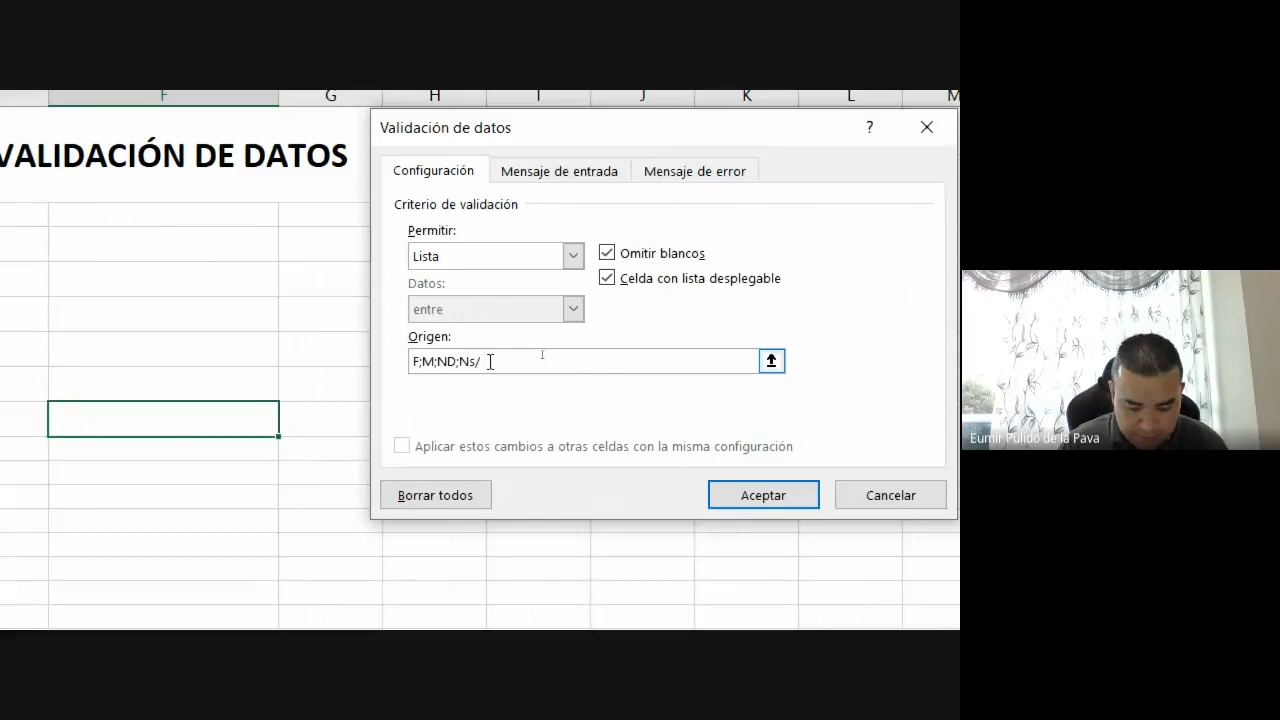 F G H I J K L M
VALIDACIÓN DE DATOS
Validación de datos ?
Configuración Mensaje de entrada Mensaje de error
Criterio de validación
Permitir:
Lista
Omitir blancos
Celda con lista desplegable
Datos:
entre
Origen:
F;M;ND;Ns/
Aplicar estos cambios a otras celdas con la misma configuración
Borrar todos Aceptar Cancelar
Eumir Pulido de la Pava